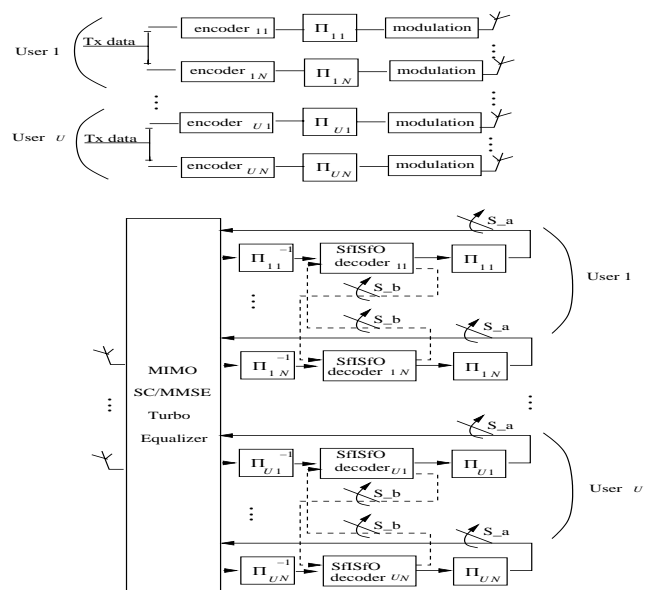 User 1
Tx data
encoder 11
Π 11
modulation
encoder 1N
Π 1N
modulation
User U
Tx data
encoder U1
Π U1
modulation
encoder UN
Π UN
modulation
MIMO
SC/MMSE
Turbo
Equalizer
S_a
Π 11 −1
SfISfO
decoder 11
Π 11
S_b
User 1
S_b
S_a
Π 1N −1
SfISfO
decoder 1N
Π 1N
S_a
Π U1 −1
SfISfO
decoder U1
Π U1
S_b
User U
S_b
S_a
Π UN −1
SfISfO
decoder UN
Π UN